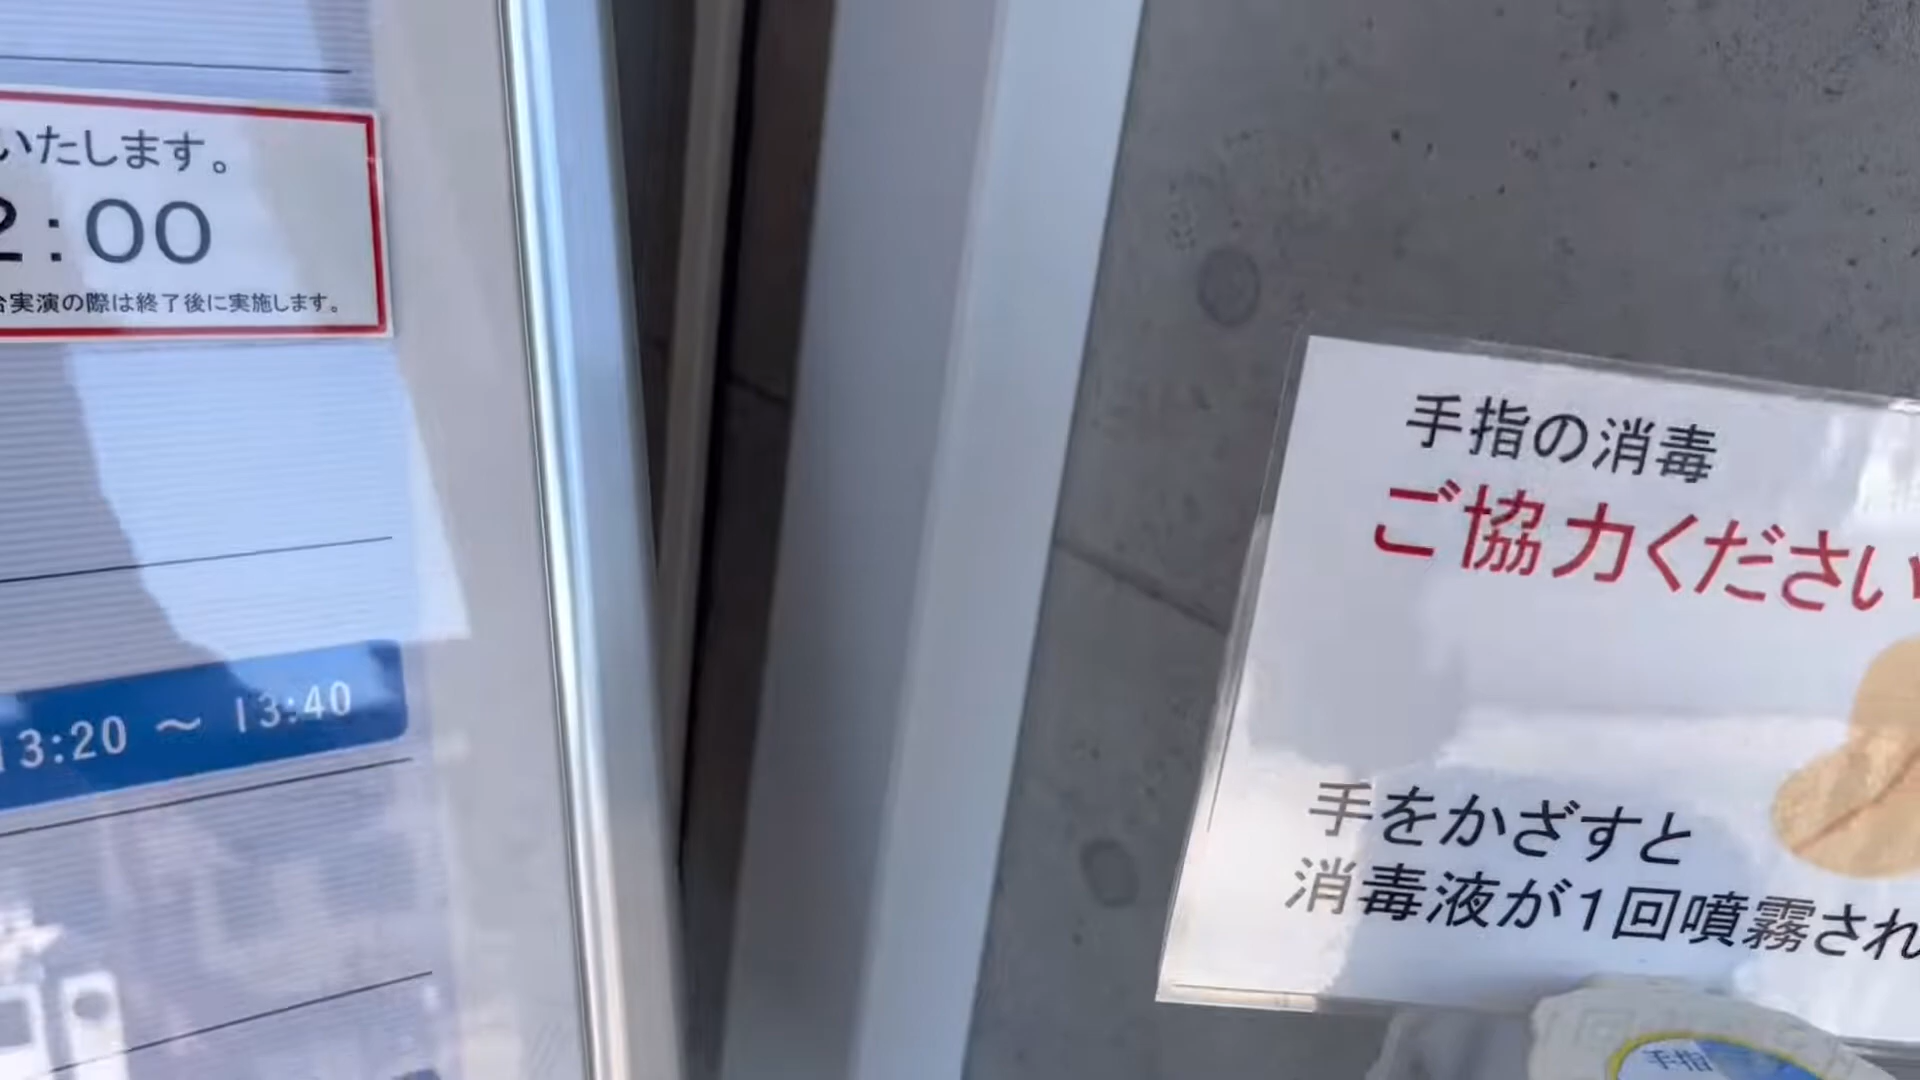 いたします。
2:00
実演の際は終了後に実施します。
13:20 ～ 13:40
手指の消毒
ご協力ください
手をかざすと
消毒液が1回噴霧され
手指